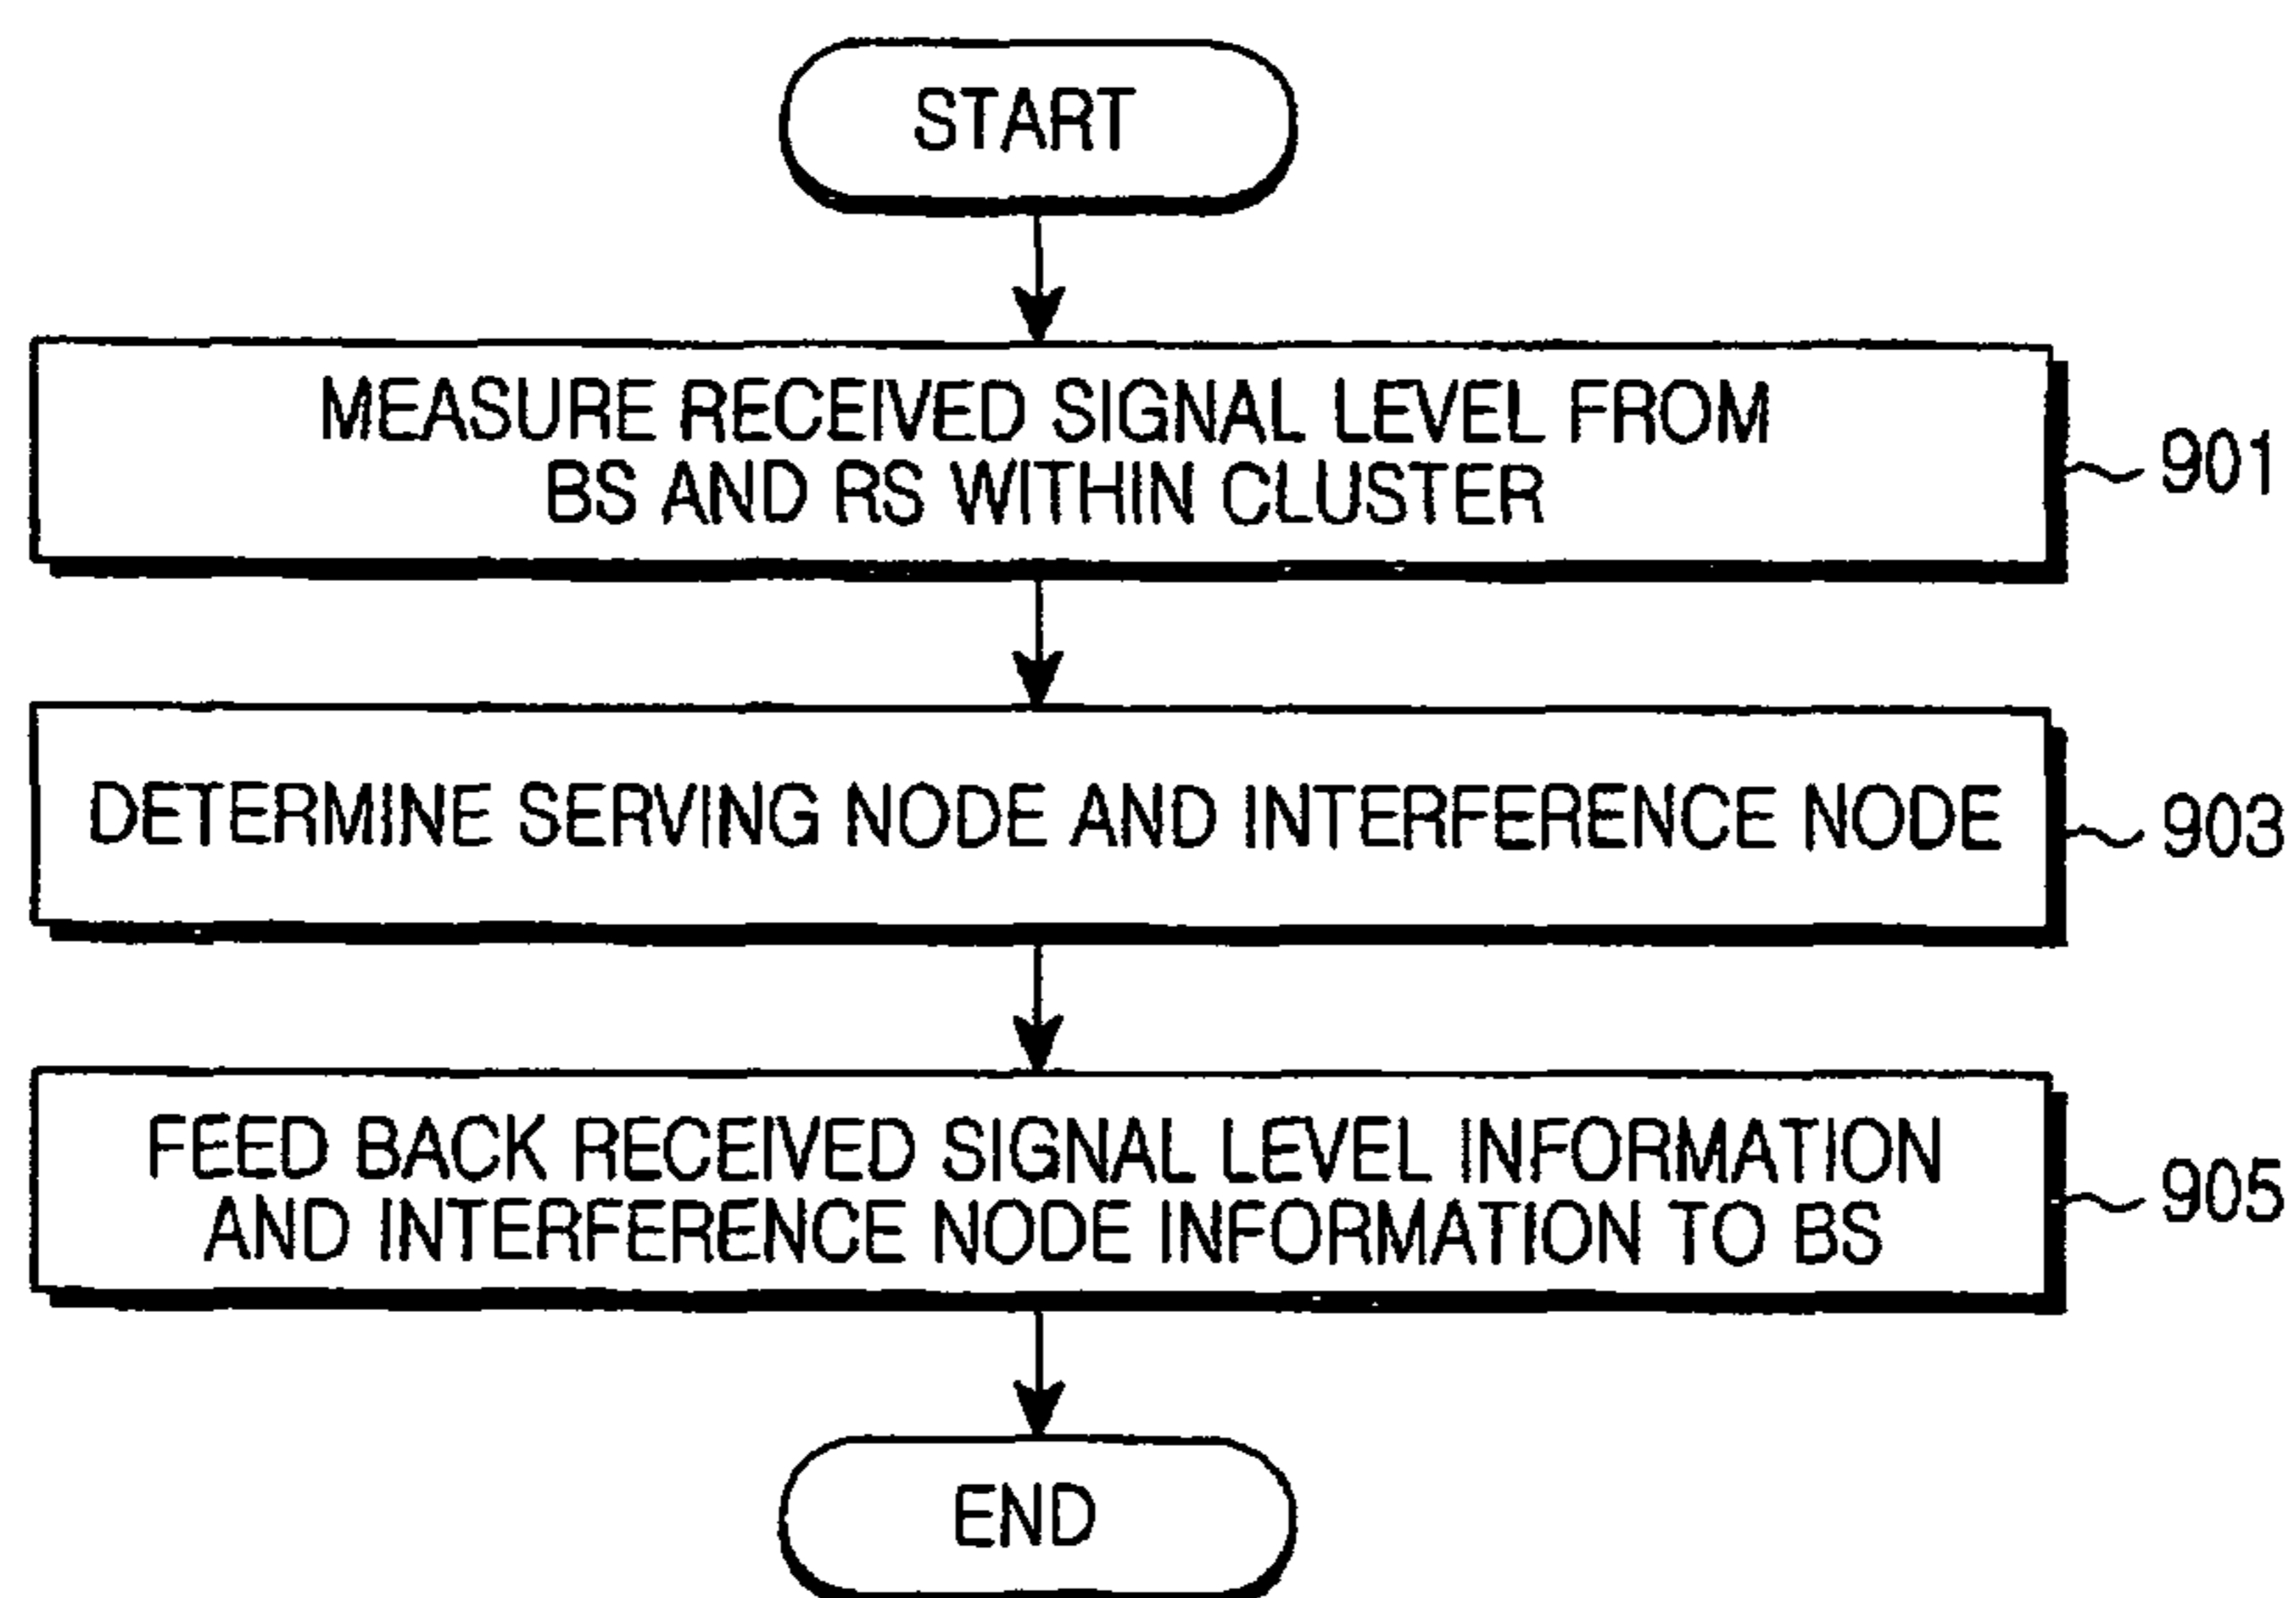 START
MEASURE RECEIVED SIGNAL LEVEL FROM
BS AND RS WITHIN CLUSTER
901
DETERMINE SERVING NODE AND INTERFERENCE NODE
903
FEED BACK RECEIVED SIGNAL LEVEL INFORMATION
AND INTERFERENCE NODE INFORMATION TO BS
905
END